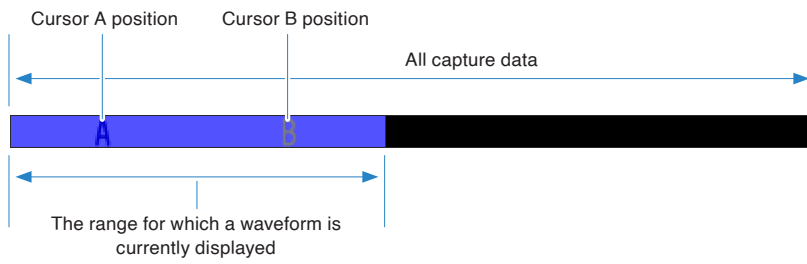 Cursor A position
Cursor B position
All capture data
A
B
The range for which a waveform is
currently displayed